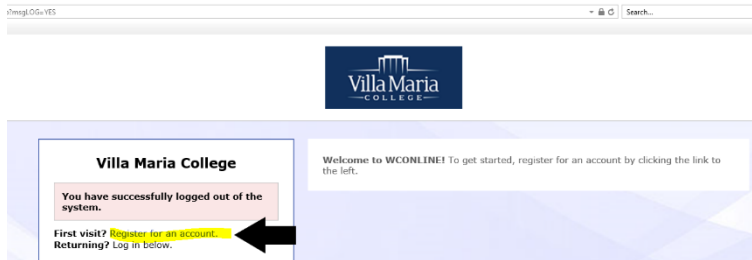 ?msgLOG=YES
Search...
Villa Maria
COLLEGE
Villa Maria College
Welcome to WCONLINE! To get started, register for an account by clicking the link to
the left.
You have successfully logged out of the
system.
First visit? Register for an account.
Returning? Log in below.